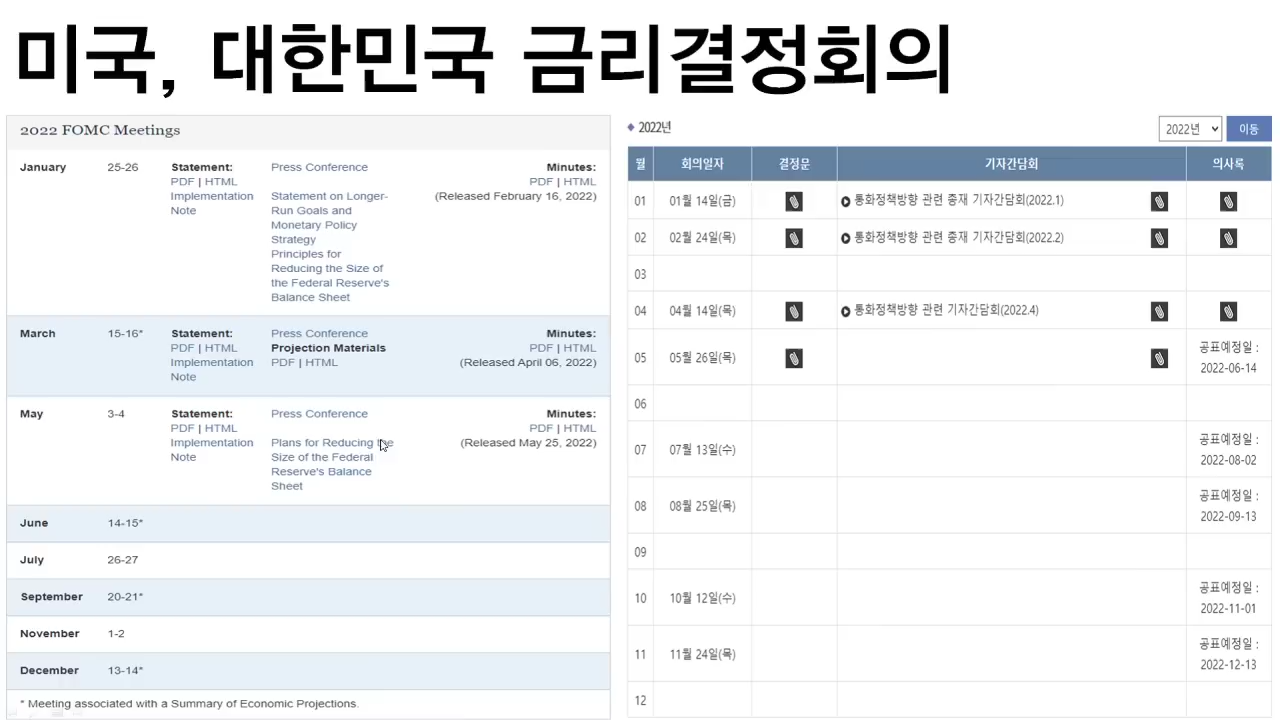 미국, 대한민국 금리결정회의
2022 FOMC Meetings
January 25-26 Statement: Press Conference Minutes:
PDF | HTML PDF | HTML
Implementation Statement on Longer- (Released February 16, 2022)
Note Run Goals and
Monetary Policy
Strategy
Principles for
Reducing the Size of
the Federal Reserve's
Balance Sheet
March 15-16* Statement: Press Conference Minutes:
PDF | HTML Projection Materials PDF | HTML
Implementation PDF | HTML (Released April 06, 2022)
Note
May 3-4 Statement: Press Conference Minutes:
PDF | HTML PDF | HTML
Implementation Plans for Reducing the (Released May 25, 2022)
Note Size of the Federal
Reserve's Balance
Sheet
June 14-15*
July 26-27
September 20-21*
November 1-2
December 13-14*
* Meeting associated with a Summary of Economic Projections.
2022년 2022년 이동
월 회의일자 결정문 기자간담회 의사록
01 01월 14일(금) 통화정책방향 관련 총재 기자간담회(2022.1)
02 02월 24일(목) 통화정책방향 관련 총재 기자간담회(2022.2)
03
04 04월 14일(목) 통화정책방향 관련 기자간담회(2022.4)
05 05월 26일(목) 공표예정일 :
2022-06-14
06
07 07월 13일(수) 공표예정일 :
2022-08-02
08 08월 25일(목) 공표예정일 :
2022-09-13
09
10 10월 12일(수) 공표예정일 :
2022-11-01
11 11월 24일(목) 공표예정일 :
2022-12-13
12